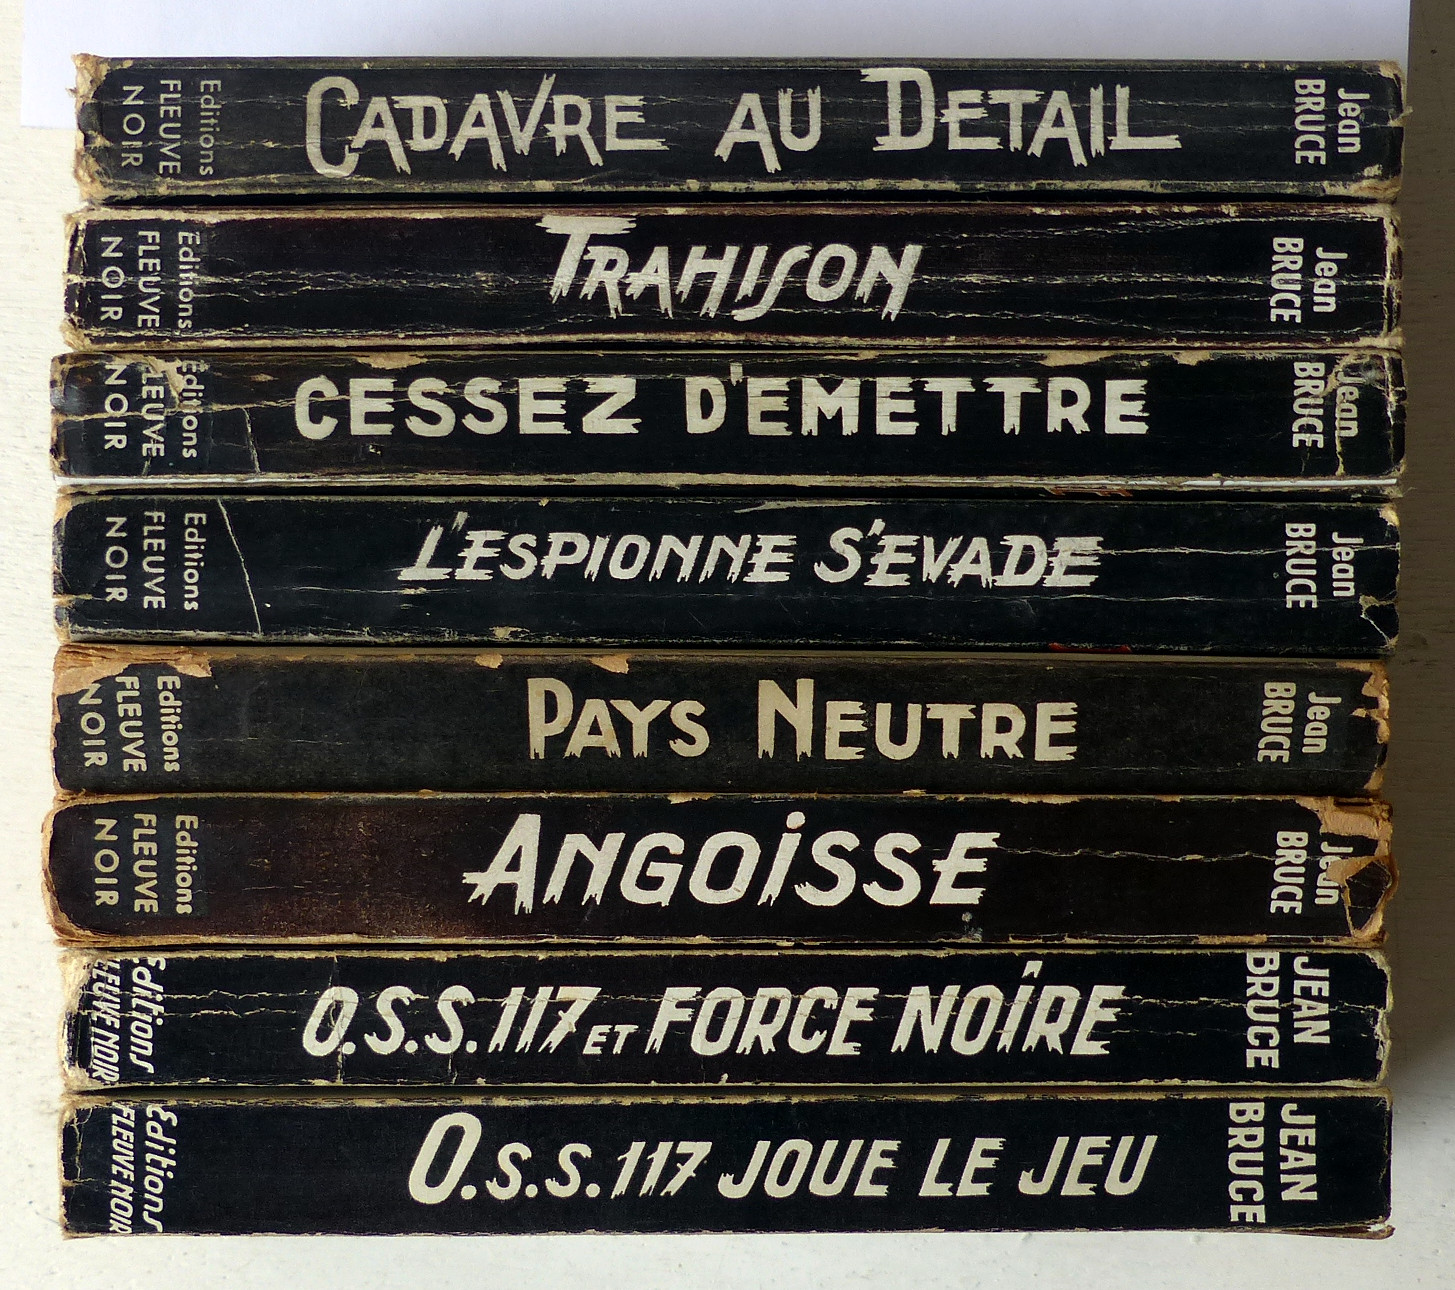 Editions
FLEUVE
NOIR
CADAVRE AU DETAIL
Jean
BRUCE
Editions
FLEUVE
NOIR
TRAHISON
Jean
BRUCE
Editions
FLEUVE
NOIR
CESSEZ D'EMETTRE
Jean
BRUCE
Editions
FLEUVE
NOIR
L'ESPIONNE S'EVADE
Jean
BRUCE
Editions
FLEUVE
NOIR
PAYS NEUTRE
Jean
BRUCE
Editions
FLEUVE
NOIR
ANGOiSSE
Jean
BRUCE
Editions
FLEUVE NOIR
O.S.S. 117 ET FORCE NOÎRE
JEAN
BRUCE
Editions
FLEUVE NOIR
O.S.S. 117 JOUE LE JEU
JEAN
BRUCE